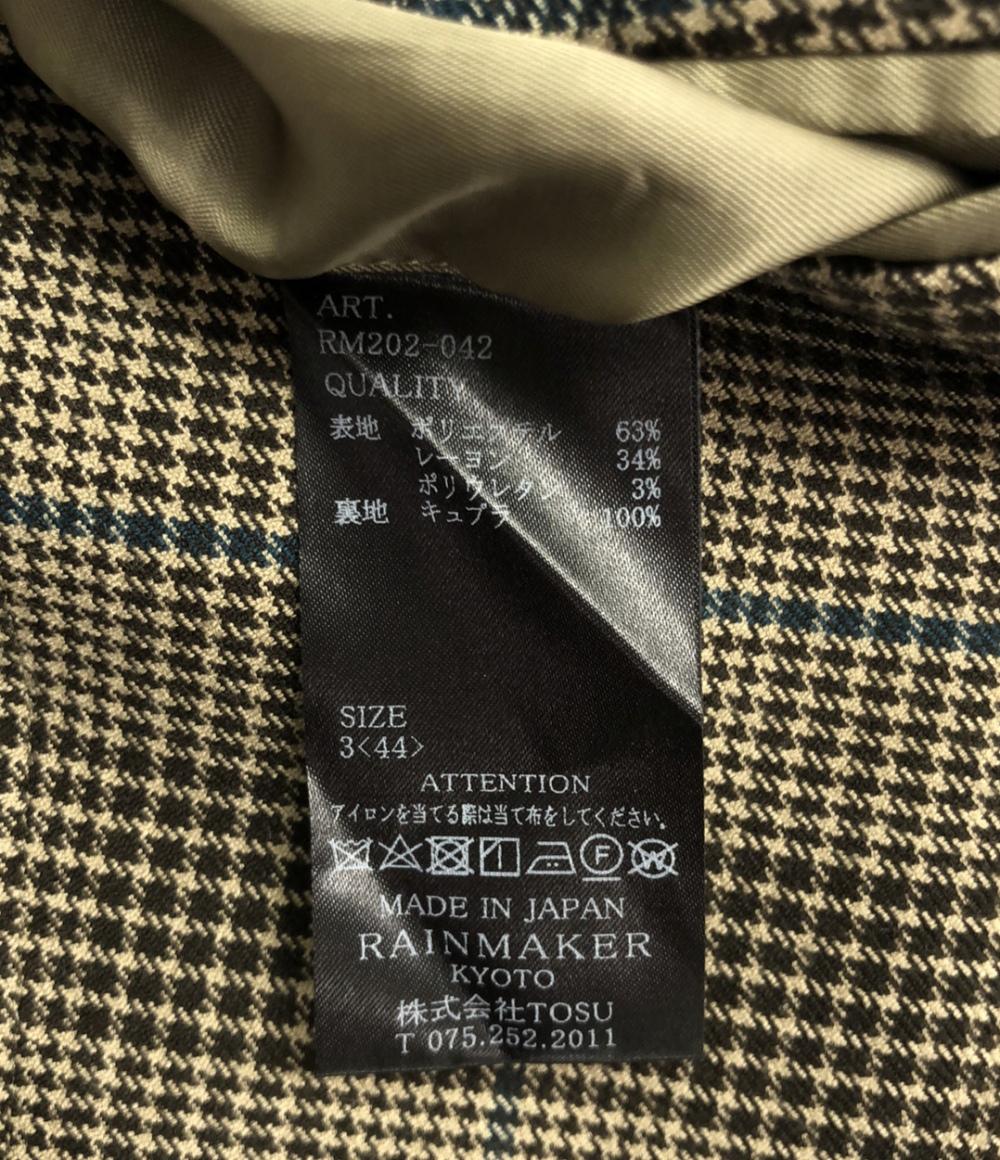 ART.
RM202-042
QUALITY
表地 ポリエステル 63%
レーヨン 34%
ポリウレタン 3%
裏地 キュプラ 100%
SIZE
3<44>
ATTENTION
アイロンを当てる際は当て布をしてください。
MADE IN JAPAN
RAINMAKER
KYOTO
株式会社TOSU
T 075.252.2011